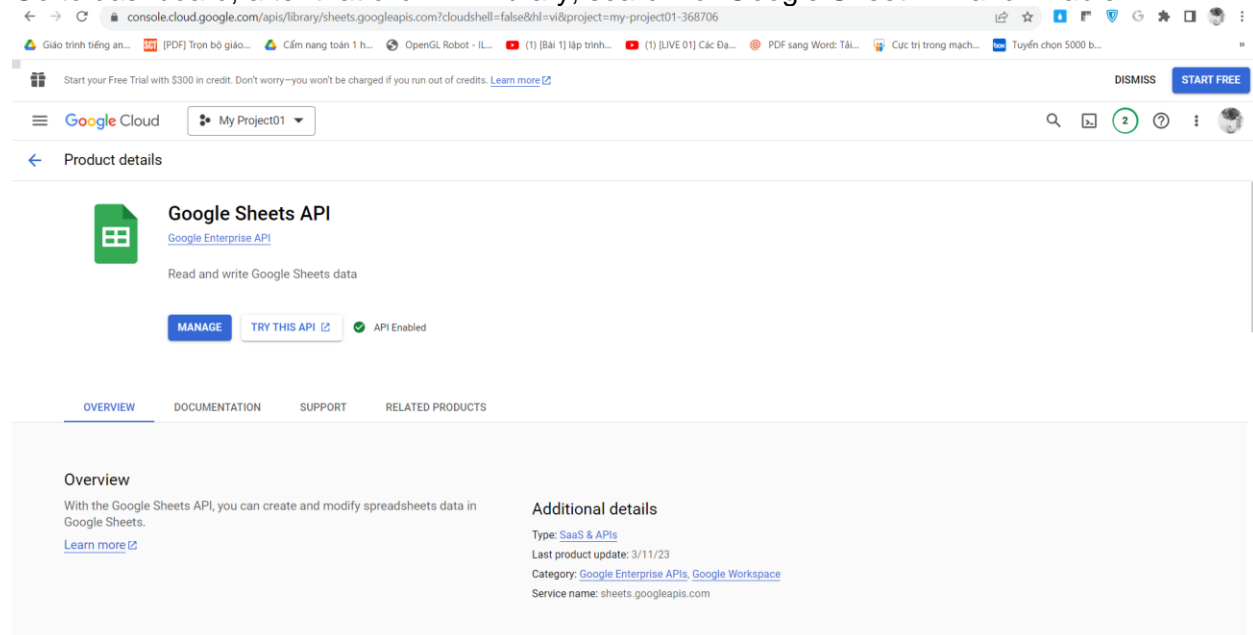 console.cloud.google.com/apis/library/sheets.googleapis.com?cloudshell=false&hl=vi&project=my-project01-368706
Giáo trình tiếng an... [PDF] Trọn bộ giáo... Cẩm nang toán 1 h... OpenGL Robot - IL... (1) [Bài 1] lập trình... (1) [LIVE 01] Các Đạ... PDF sang Word: Tải... Cực trị trong mạch... Tuyển chọn 5000 b... »
Start your Free Trial with $300 in credit. Don't worry—you won't be charged if you run out of credits. Learn more DISMISS START FREE
Google Cloud My Project01 2
Product details
Google Sheets API
Google Enterprise API
Read and write Google Sheets data
MANAGE TRY THIS API API Enabled
OVERVIEW DOCUMENTATION SUPPORT RELATED PRODUCTS
Overview
With the Google Sheets API, you can create and modify spreadsheets data in
Google Sheets.
Learn more
Additional details
Type: SaaS & APIs
Last product update: 3/11/23
Category: Google Enterprise APIs, Google Workspace
Service name: sheets.googleapis.com